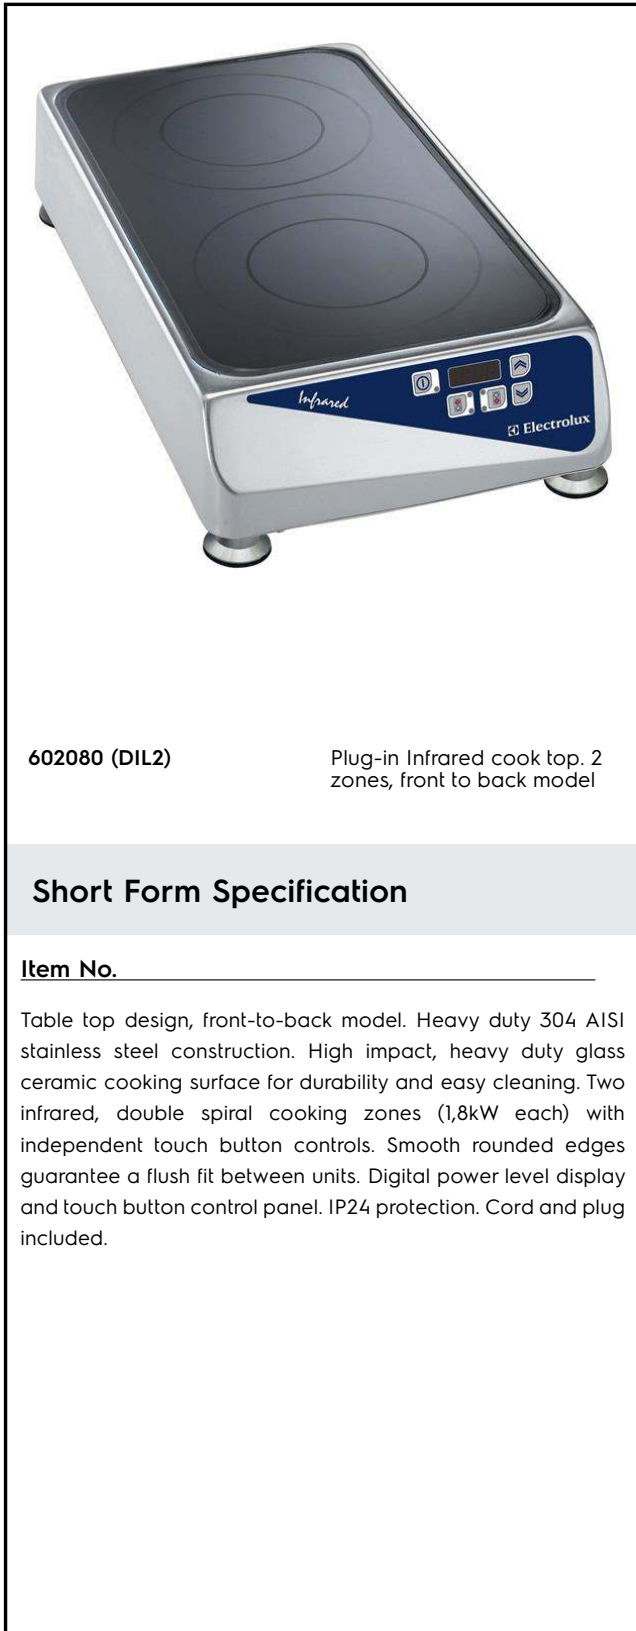 Infrared
Electrolux
602080 (DIL2)
Plug-in Infrared cook top. 2
zones, front to back model
Short Form Specification
Item No.
Table top design, front-to-back model. Heavy duty 304 AISI
stainless steel construction. High impact, heavy duty glass
ceramic cooking surface for durability and easy cleaning. Two
infrared, double spiral cooking zones (1,8kW each) with
independent touch button controls. Smooth rounded edges
guarantee a flush fit between units. Digital power level display
and touch button control panel. IP24 protection. Cord and plug
included.